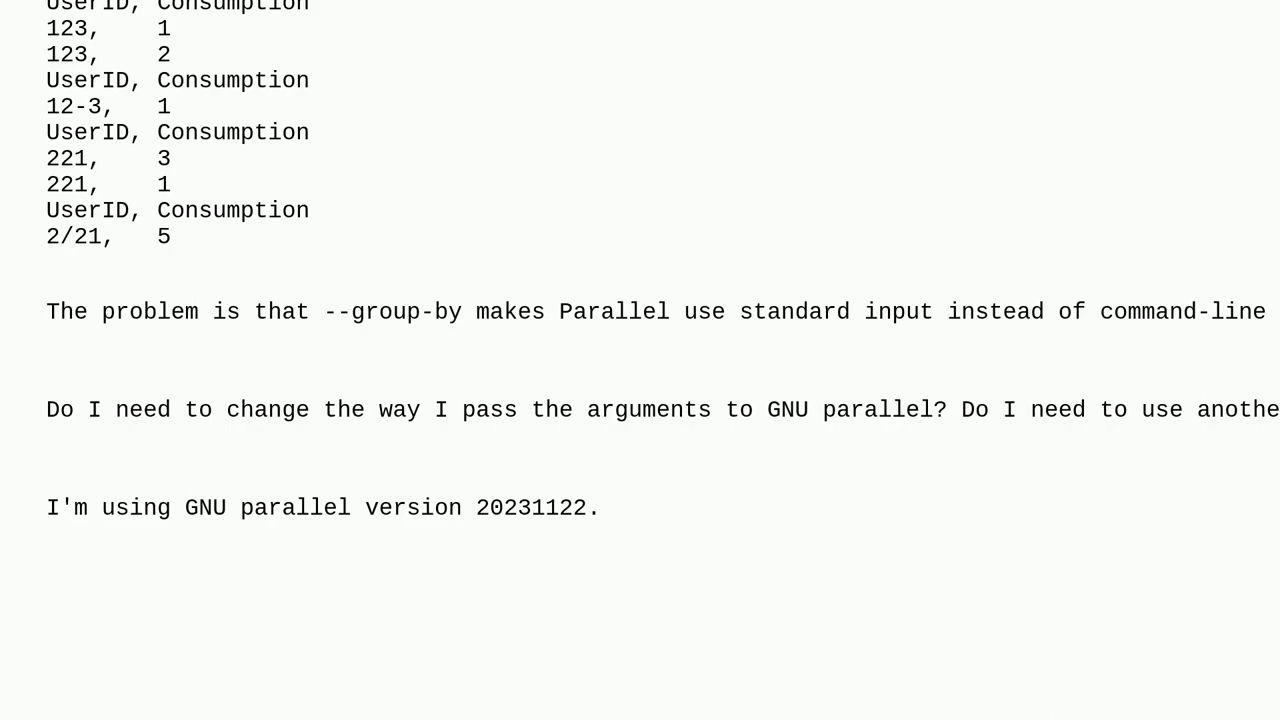 UserID, Consumption
123,    1
123,    2
UserID, Consumption
12-3,   1
UserID, Consumption
221,    3
221,    1
UserID, Consumption
2/21,   5
The problem is that --group-by makes Parallel use standard input instead of command-line
Do I need to change the way I pass the arguments to GNU parallel? Do I need to use
I'm using GNU parallel version 20231122.